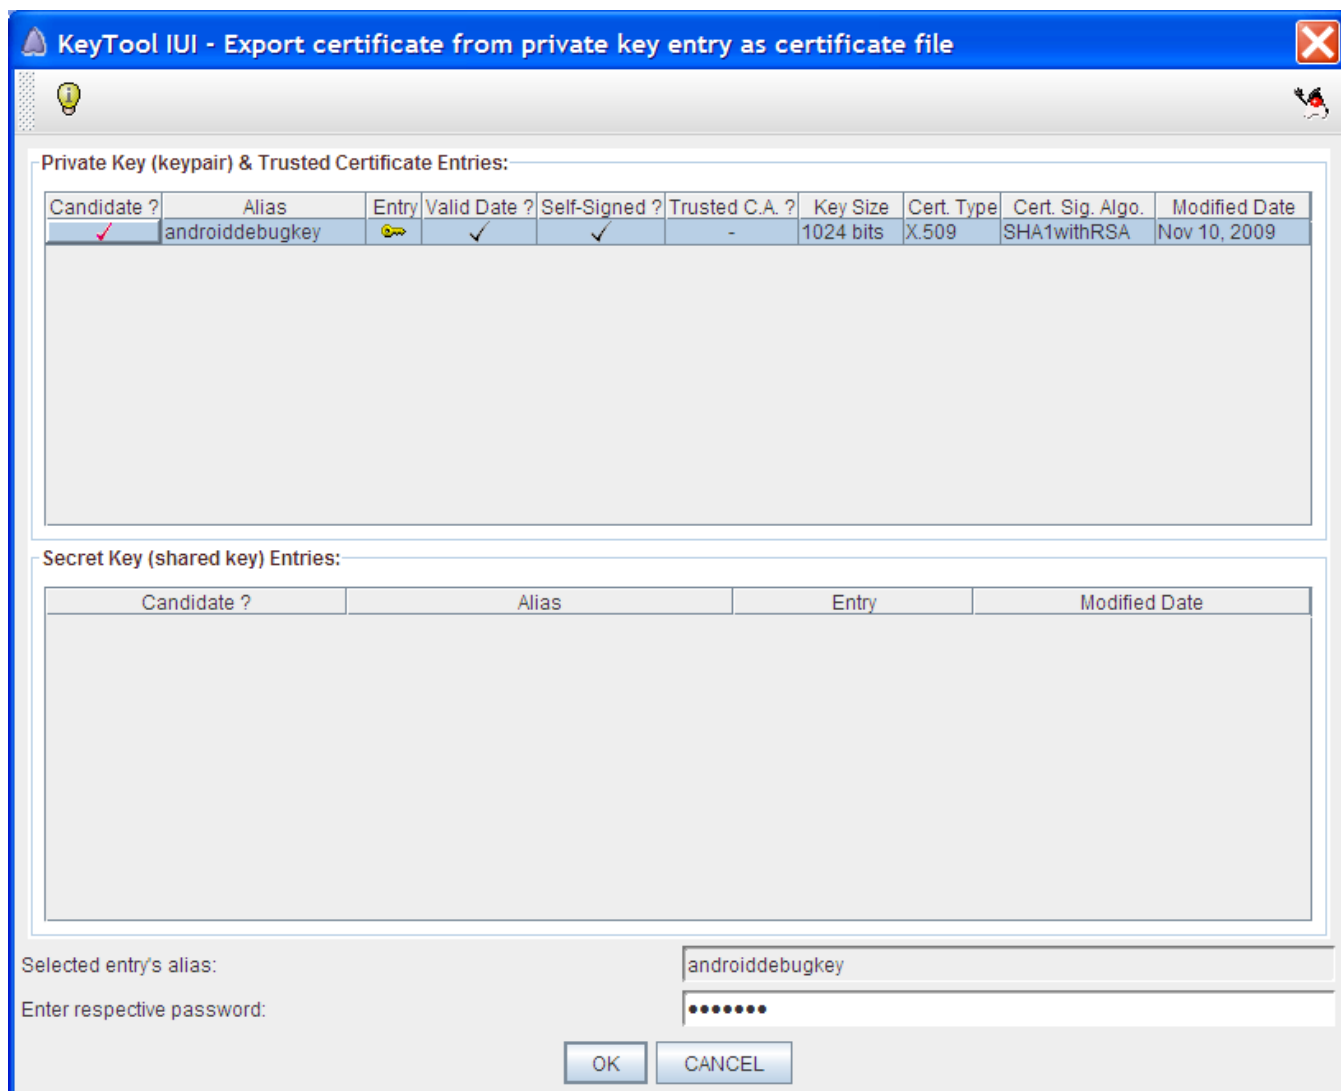 KeyTool IUI - Export certificate from private key entry as certificate file
Private Key (keypair) & Trusted Certificate Entries:
Candidate ? Alias Entry Valid Date ? Self-Signed ? Trusted C.A. ? Key Size Cert. Type Cert. Sig. Algo. Modified Date
androiddebugkey - 1024 bits X.509 SHA1withRSA Nov 10, 2009
Secret Key (shared key) Entries:
Candidate ? Alias Entry Modified Date
Selected entry's alias: androiddebugkey
Enter respective password: •••••••
OK CANCEL